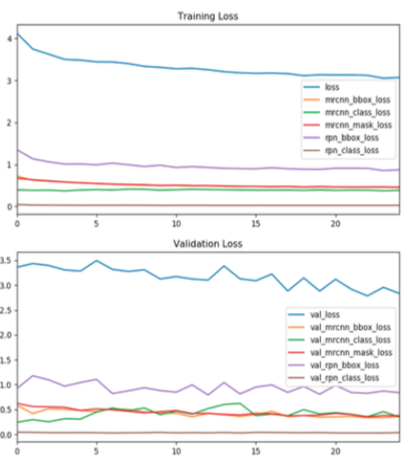 Training Loss
4
3
2
1
0
loss
mrcnn_bbox_loss
mrcnn_class_loss
mrcnn_mask_loss
rpn_bbox_loss
rpn_class_loss
0 5 10 15 20
Validation Loss
3.5
3.0
2.5
2.0
1.5
1.0
0.5
0.0
val_loss
val_mrcnn_bbox_loss
val_mrcnn_class_loss
val_mrcnn_mask_loss
val_rpn_bbox_loss
val_rpn_class_loss
0 5 10 15 20